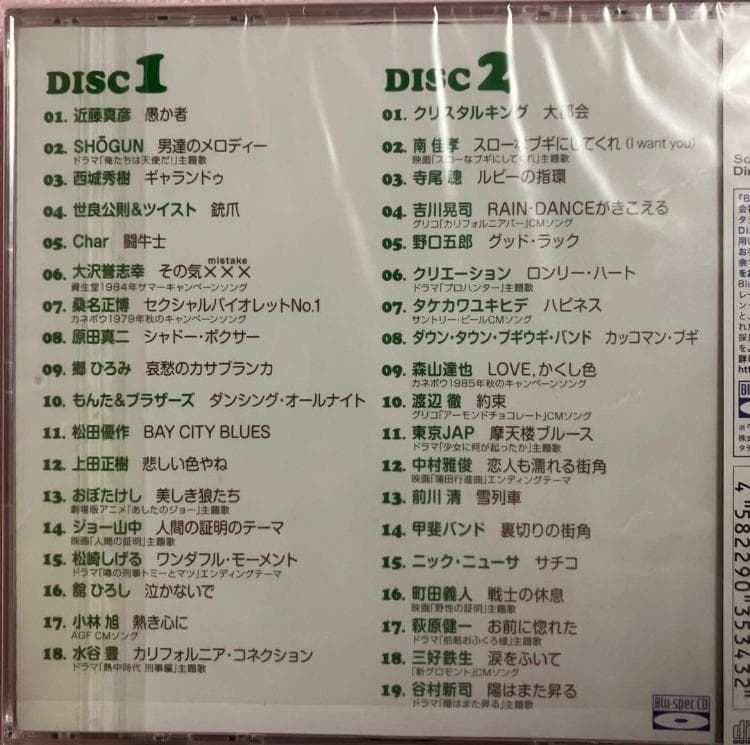 DISC 1
01. 近藤真彦 愚か者
02. SHŌGUN 男達のメロディー
ドラマ「俺たちは天使だ!」主題歌
03. 西城秀樹 ギャランドゥ
04. 世良公則&ツイスト 銃爪
05. Char 闘牛士
mistake
06. 大沢誉志幸 その気×××
資生堂1984年サマーキャンペーンソング
07. 桑名正博 セクシャルバイオレットNo.1
カネボウ1979年秋のキャンペーンソング
08. 原田真二 シャドー・ボクサー
09. 郷ひろみ 哀愁のカサブランカ
10. もんた&ブラザーズ ダンシング・オールナイト
11. 松田優作 BAY CITY BLUES
12. 上田正樹 悲しい色やね
13. おぼたけし 美しき狼たち
劇場版アニメ「あしたのジョー」主題歌
14. ジョー山中 人間の証明のテーマ
映画「人間の証明」主題歌
15. 松崎しげる ワンダフル・モーメント
ドラマ「噂の刑事トミーとマツ」エンディングテーマ
16. 舘 ひろし 泣かないで
17. 小林 旭 熱き心に
AGF CMソング
18. 水谷 豊 カリフォルニア・コネクション
ドラマ「熱中時代 刑事編」主題歌
DISC 2
01. クリスタルキング 大都会
02. 南 佳孝 スローなブギにしてくれ (I want you)
映画「スローなブギにしてくれ」主題歌
03. 寺尾 聰 ルビーの指環
04. 吉川晃司 RAIN-DANCEがきこえる
グリコ「カリフォルニアバー」CMソング
05. 野口五郎 グッド・ラック
06. クリエーション ロンリー・ハート
ドラマ「プロハンター」主題歌
07. タケカワユキヒデ ハピネス
サントリー・ビールCMソング
08. ダウン・タウン・ブギウギ・バンド カッコマン・ブギ
09. 森山達也 LOVE,かくし色
カネボウ1985年秋のキャンペーンソング
10. 渡辺 徹 約束
グリコ「アーモンドチョコレート」CMソング
11. 東京JAP 摩天楼ブルース
ドラマ「少女に何が起ったか」主題歌
12. 中村雅俊 恋人も濡れる街角
映画「蒲田行進曲」エンディングテーマ
13. 前川 清 雪列車
14. 甲斐バンド 裏切りの街角
15. ニック・ニューサ サチコ
16. 町田義人 戦士の休息
映画「野性の証明」主題歌
17. 萩原健一 お前に惚れた
ドラマ「前略おふくろ様」主題歌
18. 三好鉄生 涙をふいて
「新グロモント」CMソング
19. 谷村新司 陽はまた昇る
ドラマ「陽はまた昇る」主題歌
Blu-spec CD
4 582290 353432